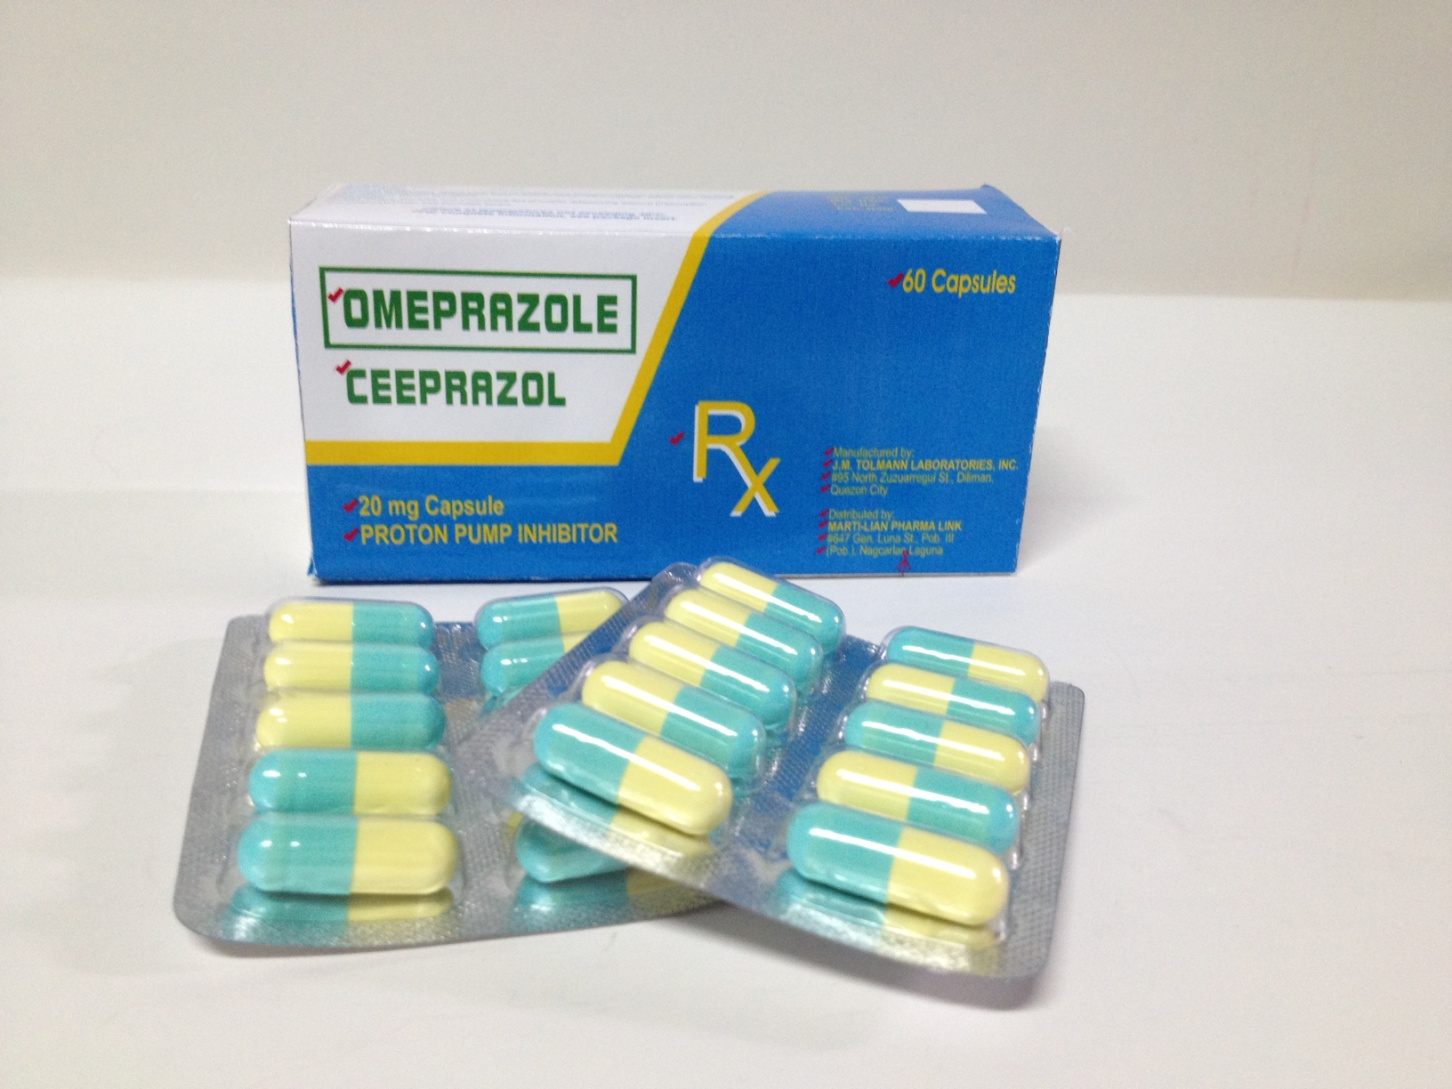 OMEPRAZOLE
CEEPRAZOL
20 mg Capsule
PROTON PUMP INHIBITOR
60 Capsules
Rx
Manufactured by:
J.M. TOLMANN LABORATORIES, INC.
#95 North Zuzuarregui St., Diliman,
Quezon City
Distributed by:
MARTI-LIAN PHARMA LINK
#647 Gen. Luna St., Pob. III
(Pob.), Nagcarlan Laguna